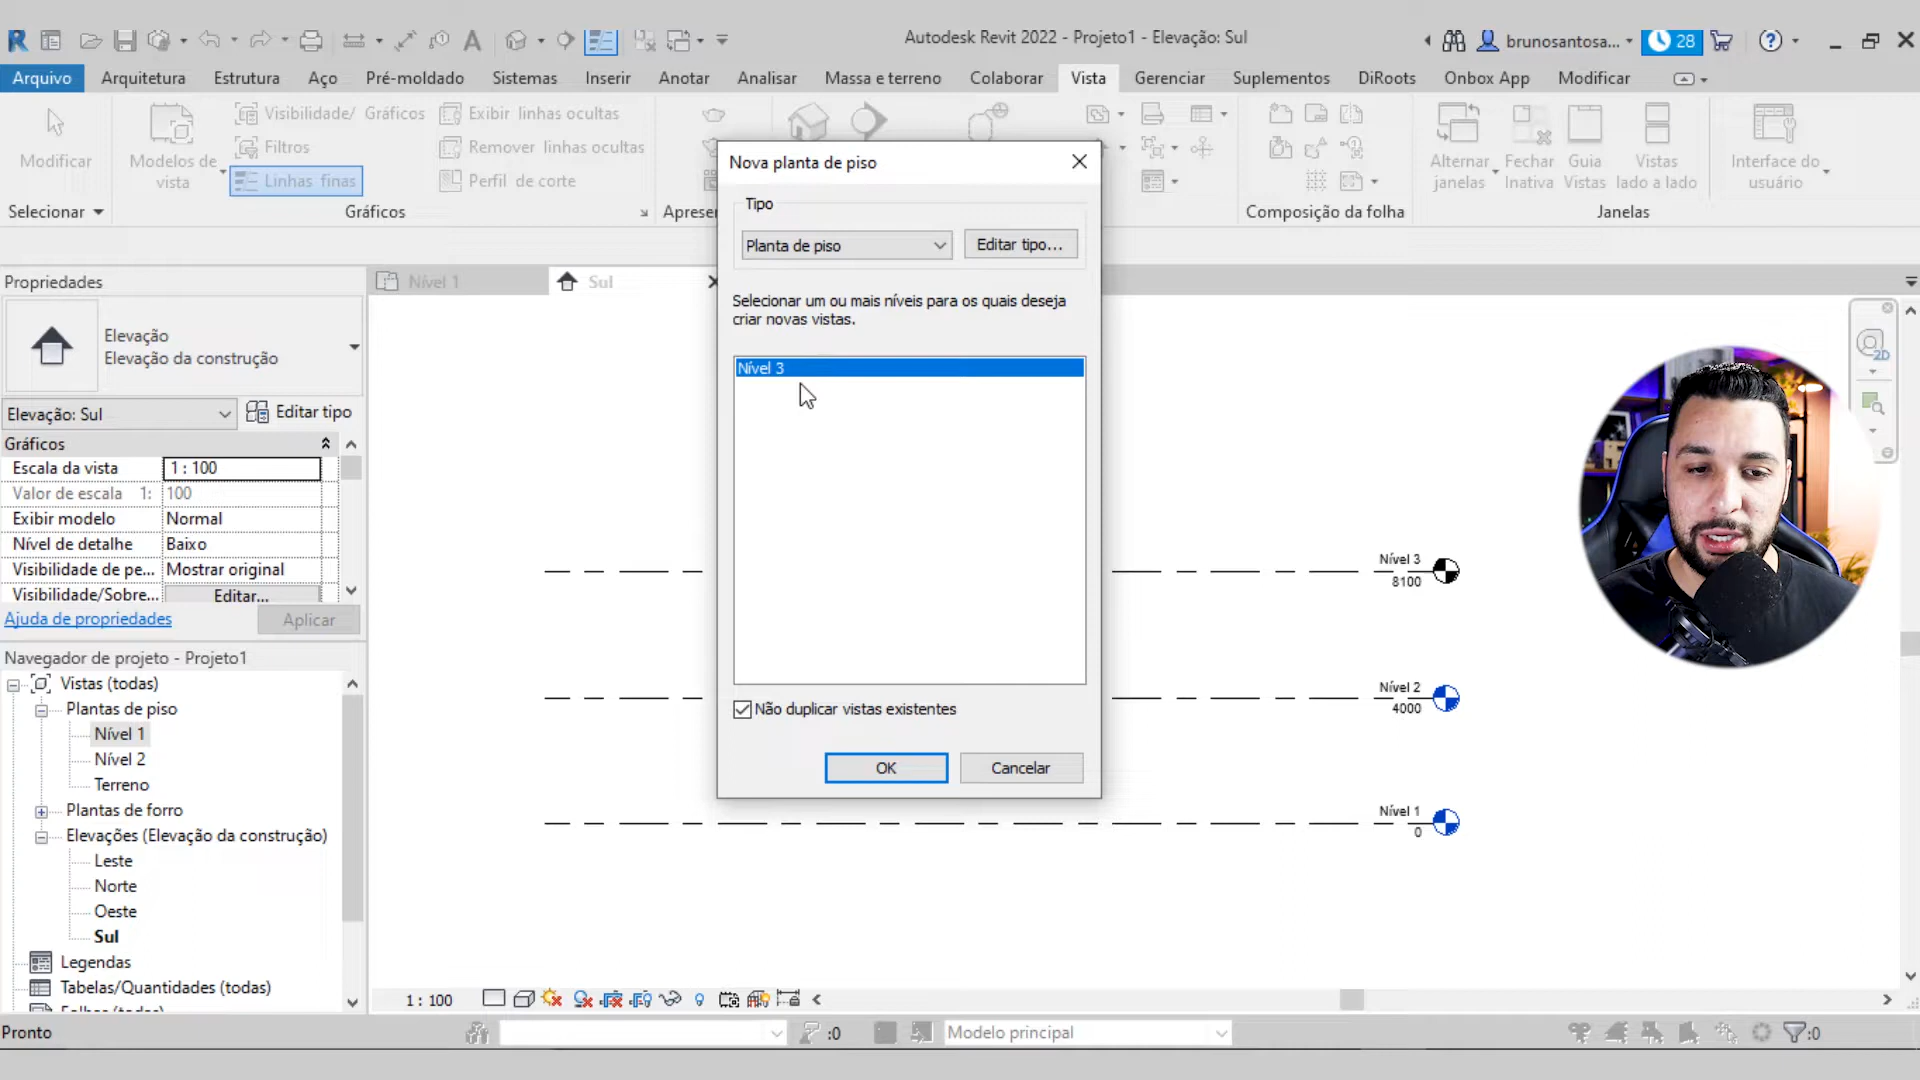 Autodesk Revit 2022 - Projeto1 - Elevação: Sul
brunosantosa...
28
Arquivo Arquitetura Estrutura Aço Pré-moldado Sistemas Inserir Anotar Analisar Massa e terreno Colaborar Vista Gerenciar Suplementos DiRoots Onbox App Modificar
Modificar
Modelos de
vista
Visibilidade/ Gráficos
Filtros
Linhas finas
Exibir linhas ocultas
Remover linhas ocultas
Perfil de corte
Alternar
janelas
Fechar
Inativa
Guia
Vistas
Vistas
lado a lado
Interface do
usuário
Selecionar
Gráficos
Apreser
Composição da folha
Janelas
Nova planta de piso
Tipo
Planta de piso
Editar tipo...
Selecionar um ou mais níveis para os quais deseja
criar novas vistas.
Nível 3
Não duplicar vistas existentes
OK
Cancelar
Propriedades
Elevação
Elevação da construção
Elevação: Sul
Editar tipo
Gráficos
Escala da vista 1 : 100
Valor de escala 1: 100
Exibir modelo Normal
Nível de detalhe Baixo
Visibilidade de pe... Mostrar original
Visibilidade/Sobre... Editar...
Ajuda de propriedades
Aplicar
Navegador de projeto - Projeto1
Vistas (todas)
Plantas de piso
Nível 1
Nível 2
Terreno
Plantas de forro
Elevações (Elevação da construção)
Leste
Norte
Oeste
Sul
Legendas
Tabelas/Quantidades (todas)
Nível 1
Sul
2D
Nível 3
8100
Nível 2
4000
Nível 1
0
1 : 100
Pronto
:0
Modelo principal
:0